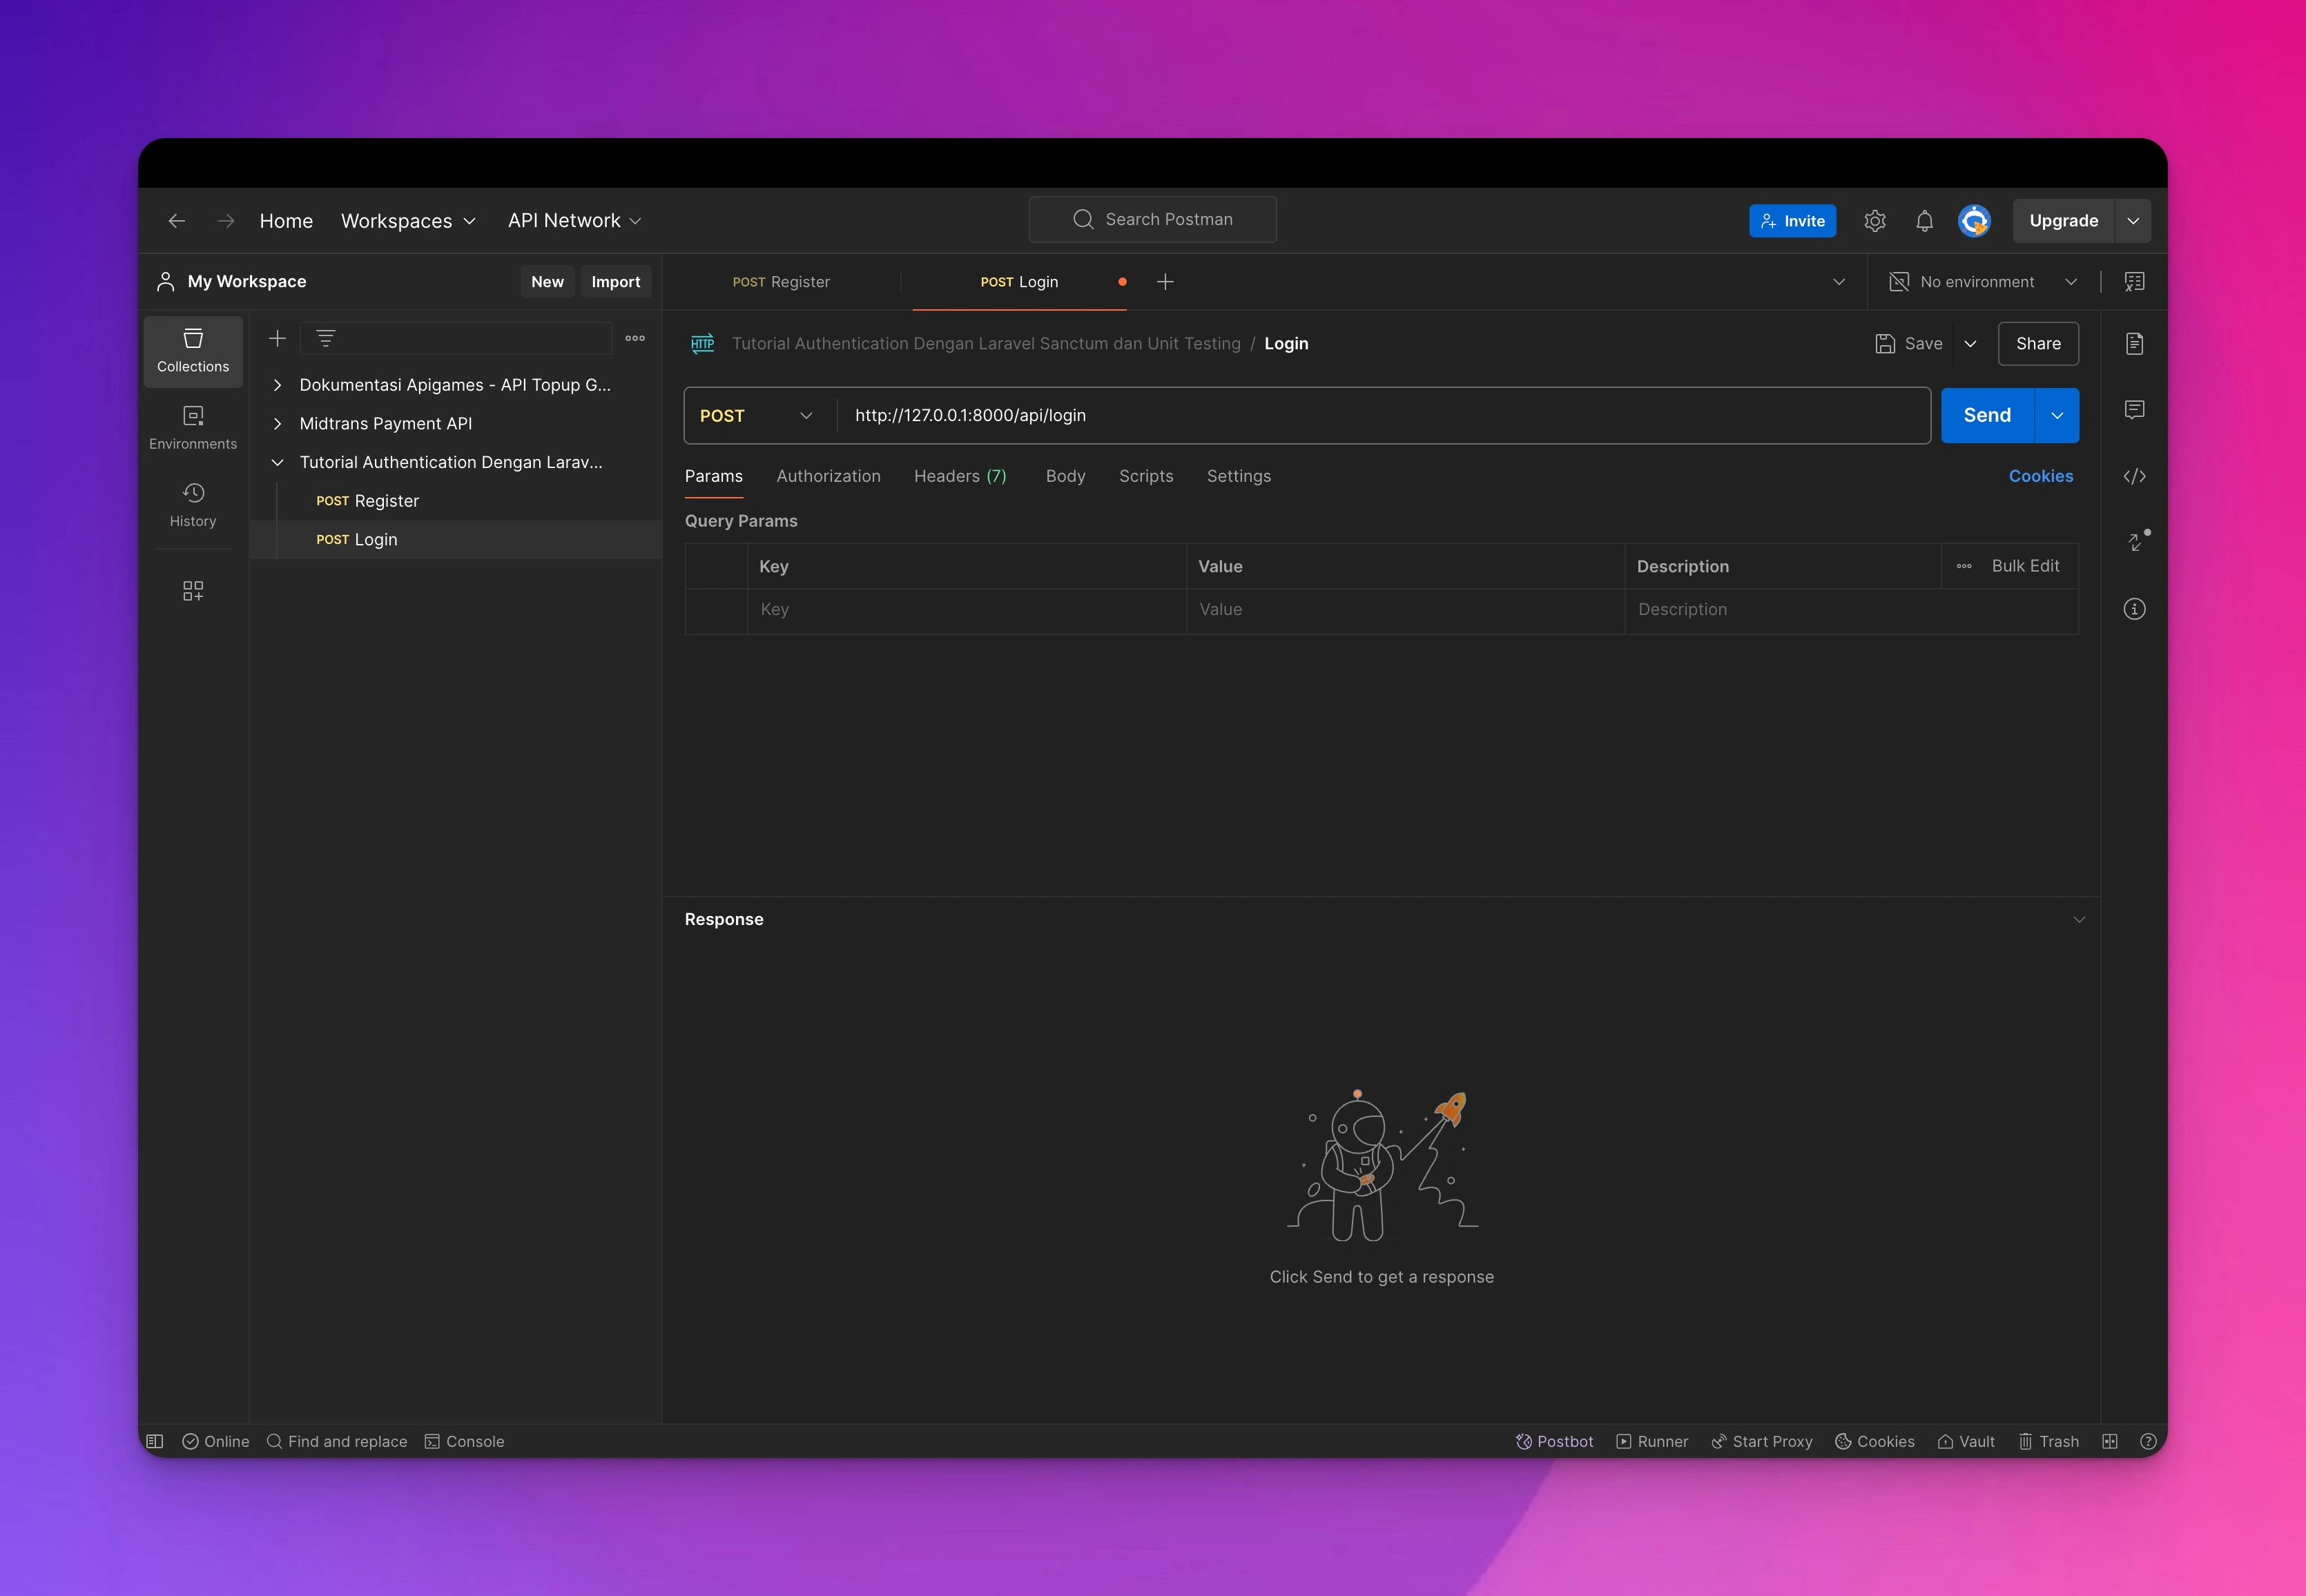 Home Workspaces API Network Search Postman Invite Upgrade
My Workspace New Import POST Register POST Login No environment
Collections
Environments
History
Dokumentasi Apigames - API Topup G...
Midtrans Payment API
Tutorial Authentication Dengan Larav...
POST Register
POST Login
HTTP Tutorial Authentication Dengan Laravel Sanctum dan Unit Testing / Login Save Share
POST http://127.0.0.1:8000/api/login Send
Params Authorization Headers (7) Body Scripts Settings Cookies
Query Params
Key Value Description Bulk Edit
Key Value Description
Response
Click Send to get a response
Online Find and replace Console Postbot Runner Start Proxy Cookies Vault Trash